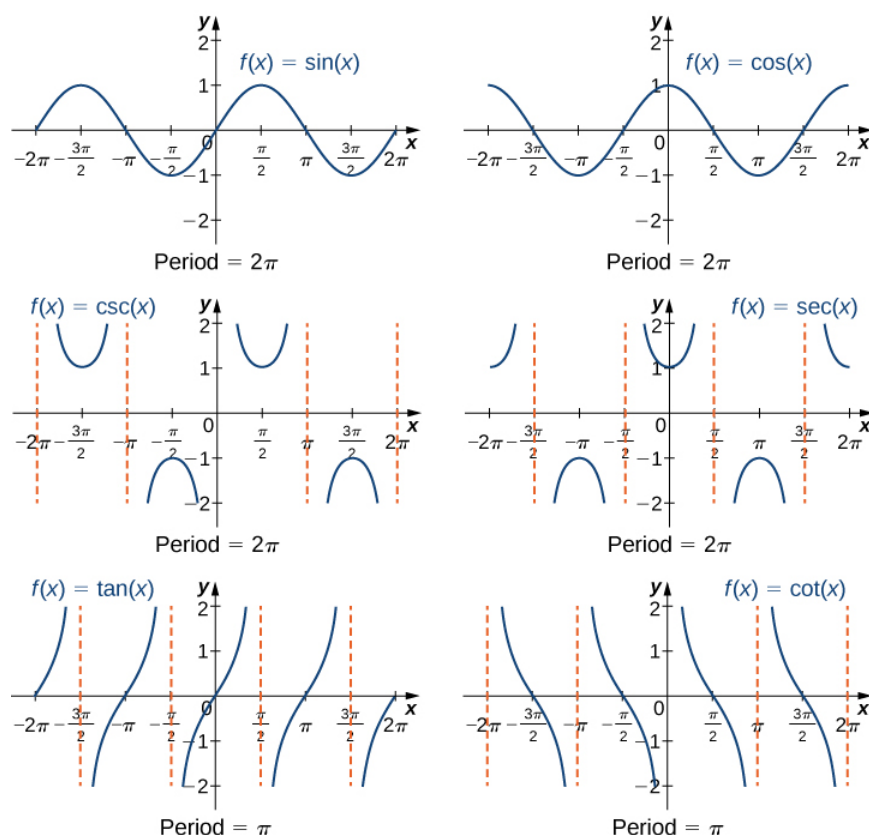 y
2
f(x) = sin(x)
1
0
x
−2π −3π/2 −π −π/2 π/2 π 3π/2 2π
−1
−2
Period = 2π
y
2
f(x) = cos(x)
1
0
x
−2π −3π/2 −π −π/2 π/2 π 3π/2 2π
−1
−2
Period = 2π
f(x) = csc(x)
y
2
1
0
x
−2π −3π/2 −π −π/2 π/2 π 3π/2 2π
−1
−2
Period = 2π
y
f(x) = sec(x)
2
1
0
x
−2π −3π/2 −π −π/2 π/2 π 3π/2 2π
−1
−2
Period = 2π
f(x) = tan(x)
y
2
1
0
x
−2π −3π/2 −π −π/2 π/2 π 3π/2 2π
−1
−2
Period = π
y
f(x) = cot(x)
2
1
0
x
−2π −3π/2 −π −π/2 π/2 π 3π/2 2π
−1
−2
Period = π